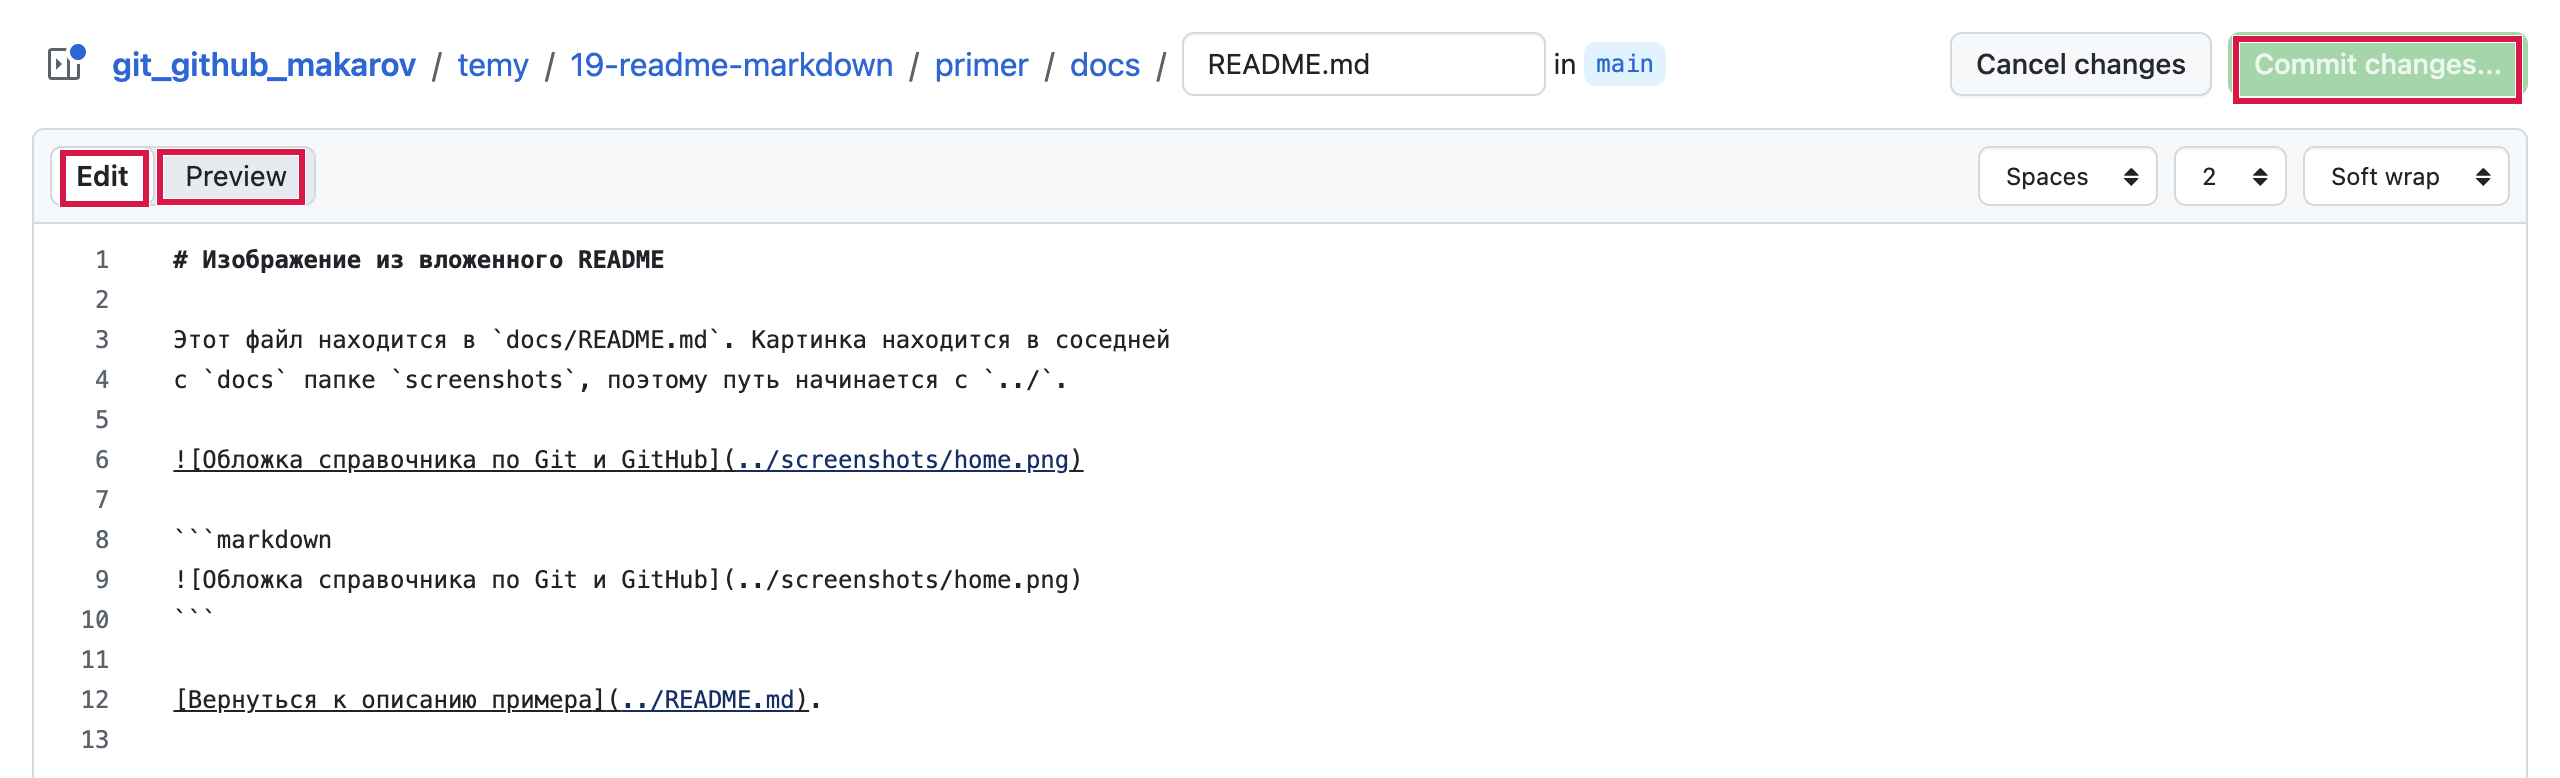 git_github_makarov / temy / 19-readme-markdown / primer / docs / README.md in main Cancel changes Commit changes...
Edit Preview Spaces 2 Soft wrap
1 # Изображение из вложенного README
2
3 Этот файл находится в `docs/README.md`. Картинка находится в соседней
4 с `docs` папке `screenshots`, поэтому путь начинается с `../`.
5
6 ![Обложка справочника по Git и GitHub](../screenshots/home.png)
7
8 ```markdown
9 ![Обложка справочника по Git и GitHub](../screenshots/home.png)
10 ```
11
12 [Вернуться к описанию примера](../README.md).
13